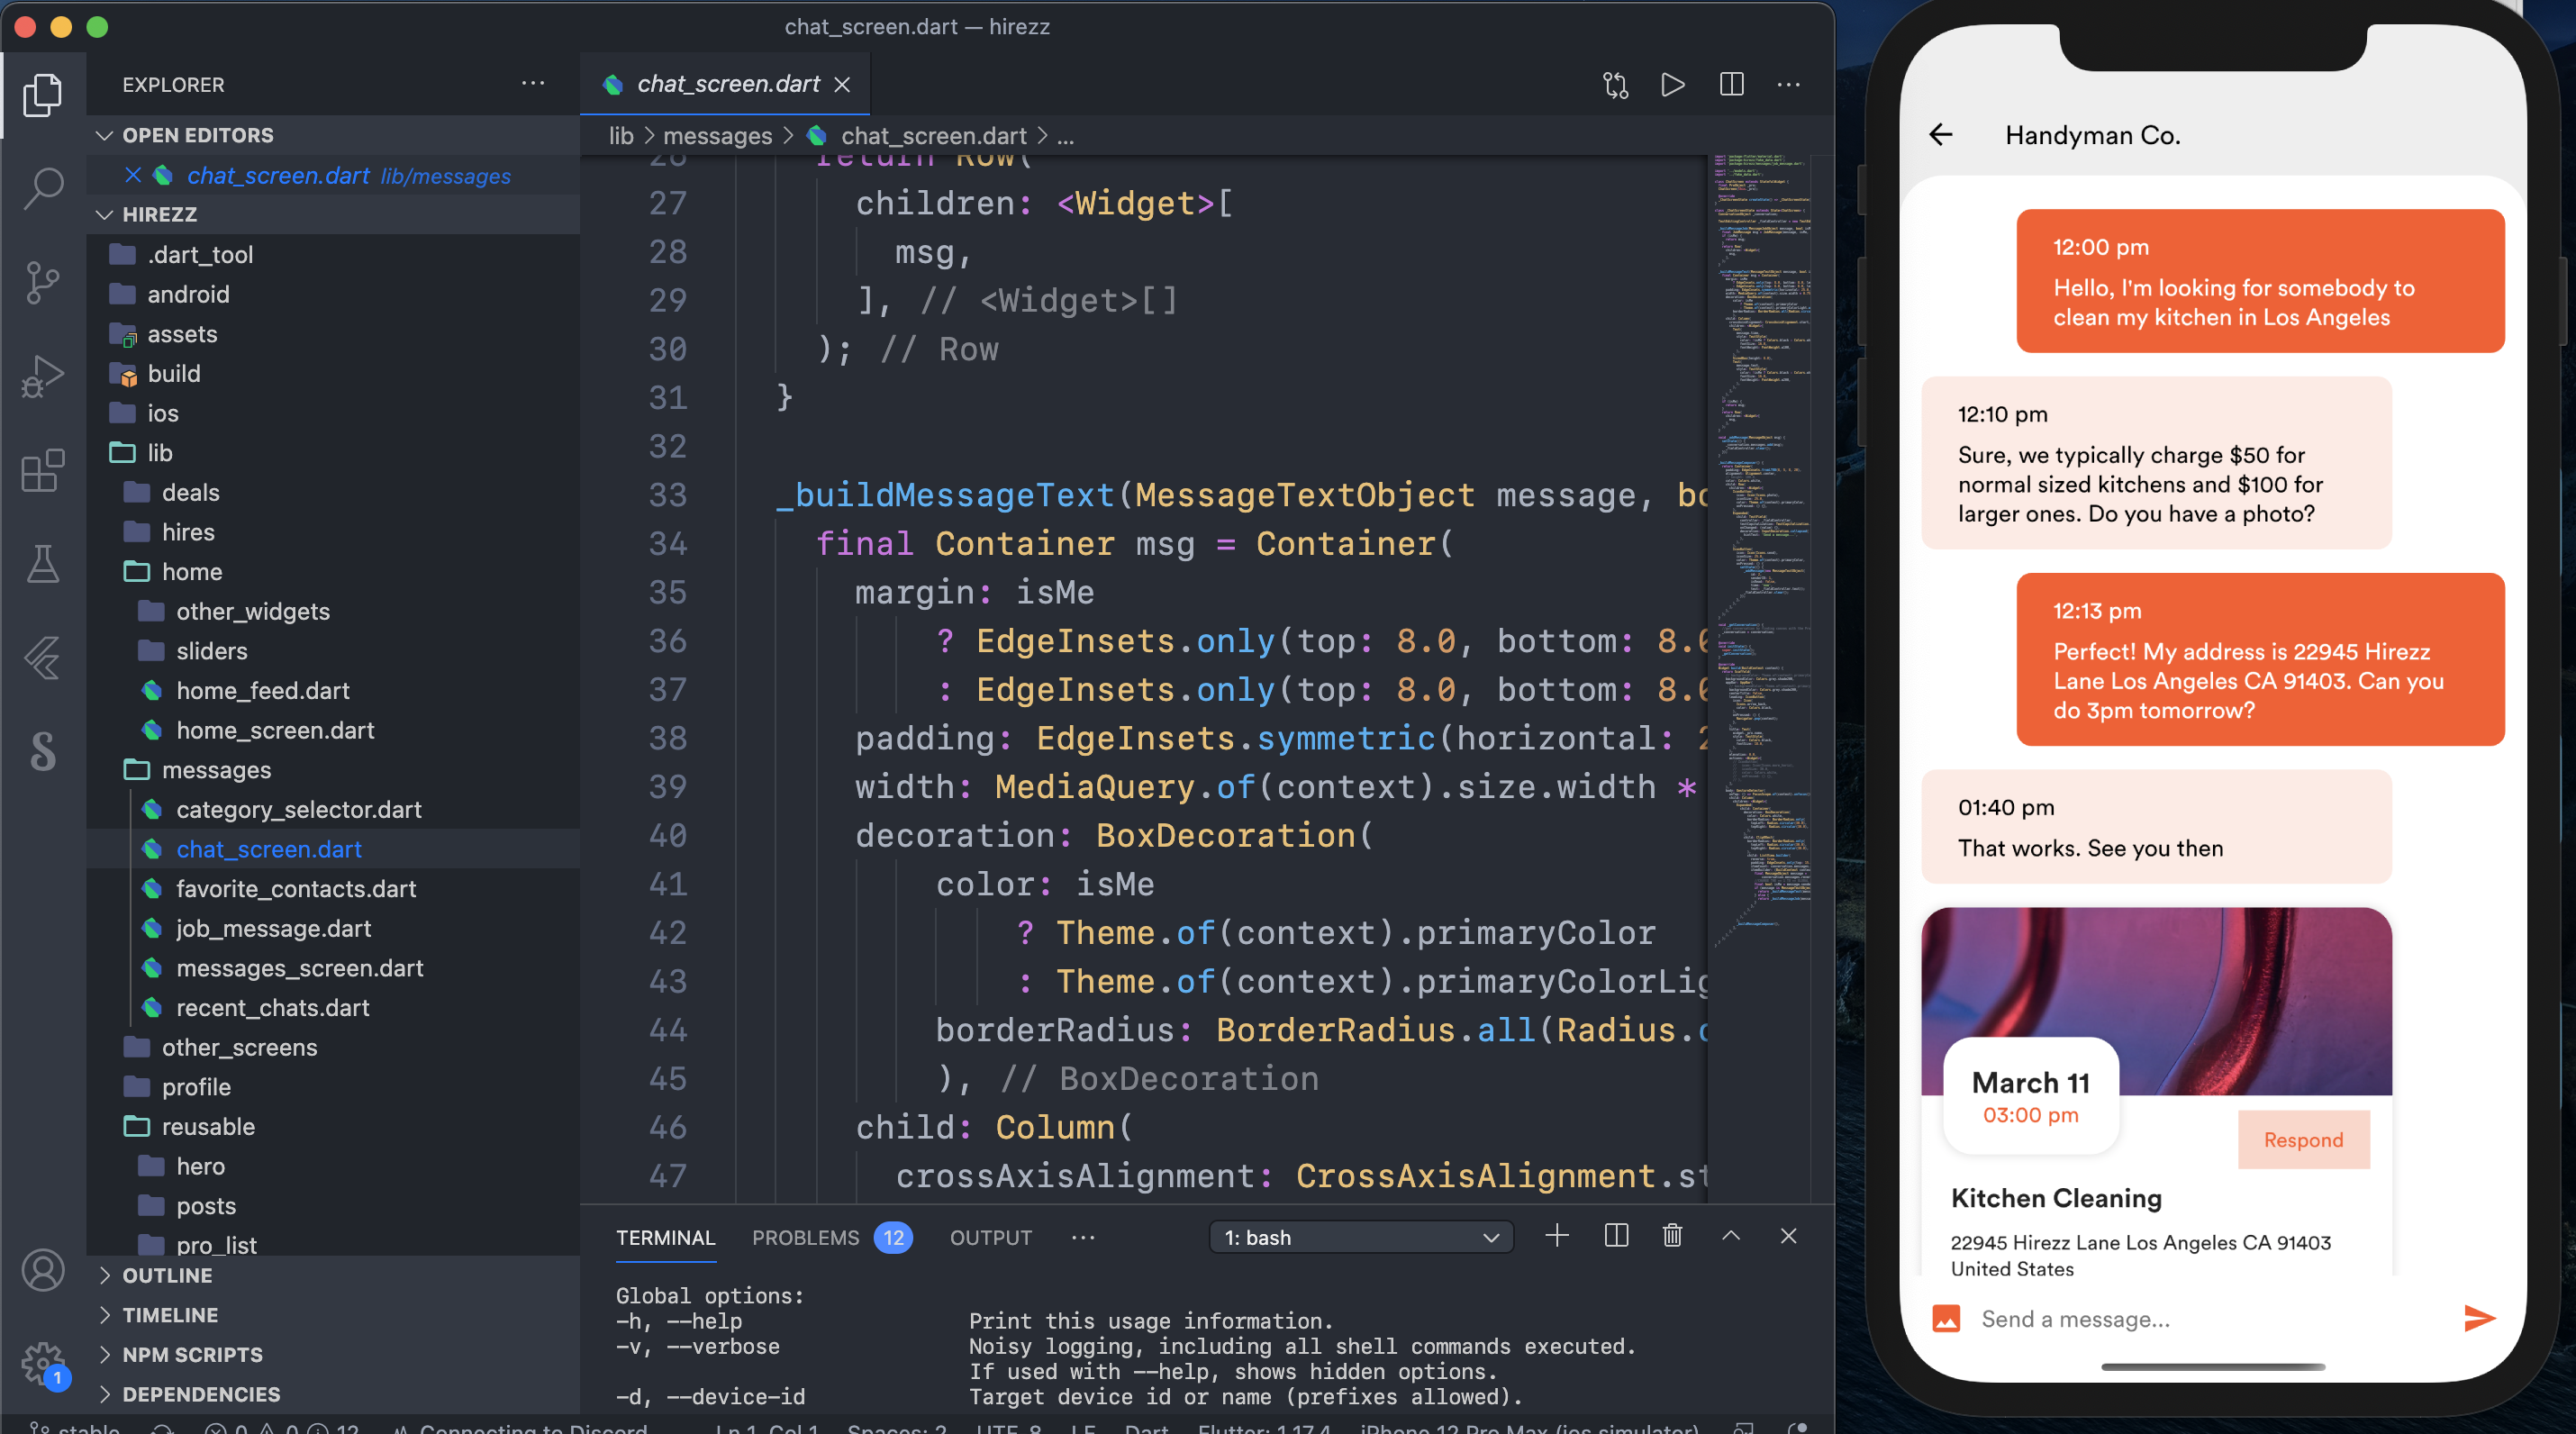 chat_screen.dart — hirezz
EXPLORER
OPEN EDITORS
chat_screen.dart lib/messages
HIREZZ
.dart_tool
android
assets
build
ios
lib
deals
hires
home
other_widgets
sliders
home_feed.dart
home_screen.dart
messages
category_selector.dart
chat_screen.dart
favorite_contacts.dart
job_message.dart
messages_screen.dart
recent_chats.dart
other_screens
profile
reusable
hero
posts
pro_list
OUTLINE
TIMELINE
NPM SCRIPTS
DEPENDENCIES
1
chat_screen.dart
lib > messages > chat_screen.dart > ...
26 return Row(
27 children: <Widget>[
28 msg,
29 ], // <Widget>[]
30 ); // Row
31 }
32
33 _buildMessageText(MessageTextObject message, bo
34 final Container msg = Container(
35 margin: isMe
36 ? EdgeInsets.only(top: 8.0, bottom: 8.0
37 : EdgeInsets.only(top: 8.0, bottom: 8.0
38 padding: EdgeInsets.symmetric(horizontal: 2
39 width: MediaQuery.of(context).size.width *
40 decoration: BoxDecoration(
41 color: isMe
42 ? Theme.of(context).primaryColor
43 : Theme.of(context).primaryColorLig
44 borderRadius: BorderRadius.all(Radius.c
45 ), // BoxDecoration
46 child: Column(
47 crossAxisAlignment: CrossAxisAlignment.st
TERMINAL PROBLEMS 12 OUTPUT ... 1: bash
Global options:
-h, --help Print this usage information.
-v, --verbose Noisy logging, including all shell commands executed.
If used with --help, shows hidden options.
-d, --device-id Target device id or name (prefixes allowed).
stable 0 0 12 Connecting to Discord Ln 1, Col 1 Spaces: 2 UTF-8 LF Dart Flutter: 1.17.4 iPhone 12 Pro Max (ios simulator)
Handyman Co.
12:00 pm
Hello, I'm looking for somebody to
clean my kitchen in Los Angeles
12:10 pm
Sure, we typically charge $50 for
normal sized kitchens and $100 for
larger ones. Do you have a photo?
12:13 pm
Perfect! My address is 22945 Hirezz
Lane Los Angeles CA 91403. Can you
do 3pm tomorrow?
01:40 pm
That works. See you then
March 11
03:00 pm
Respond
Kitchen Cleaning
22945 Hirezz Lane Los Angeles CA 91403
United States
Send a message...